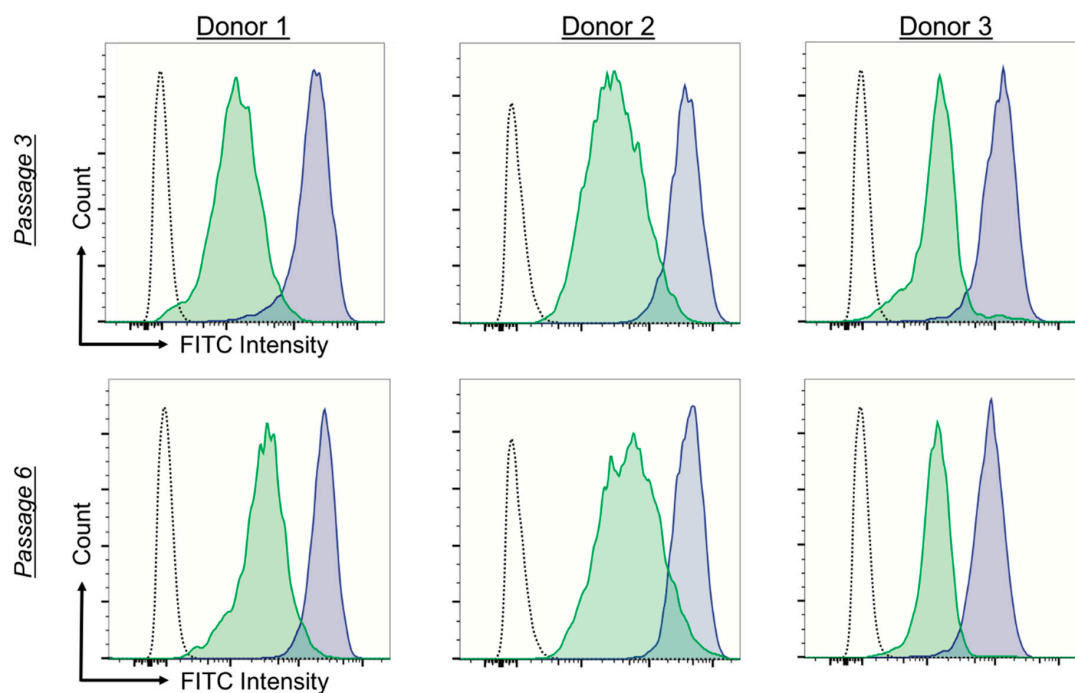 Donor 1
Donor 2
Donor 3
Passage 3
Count
FITC Intensity
Passage 6
Count
FITC Intensity